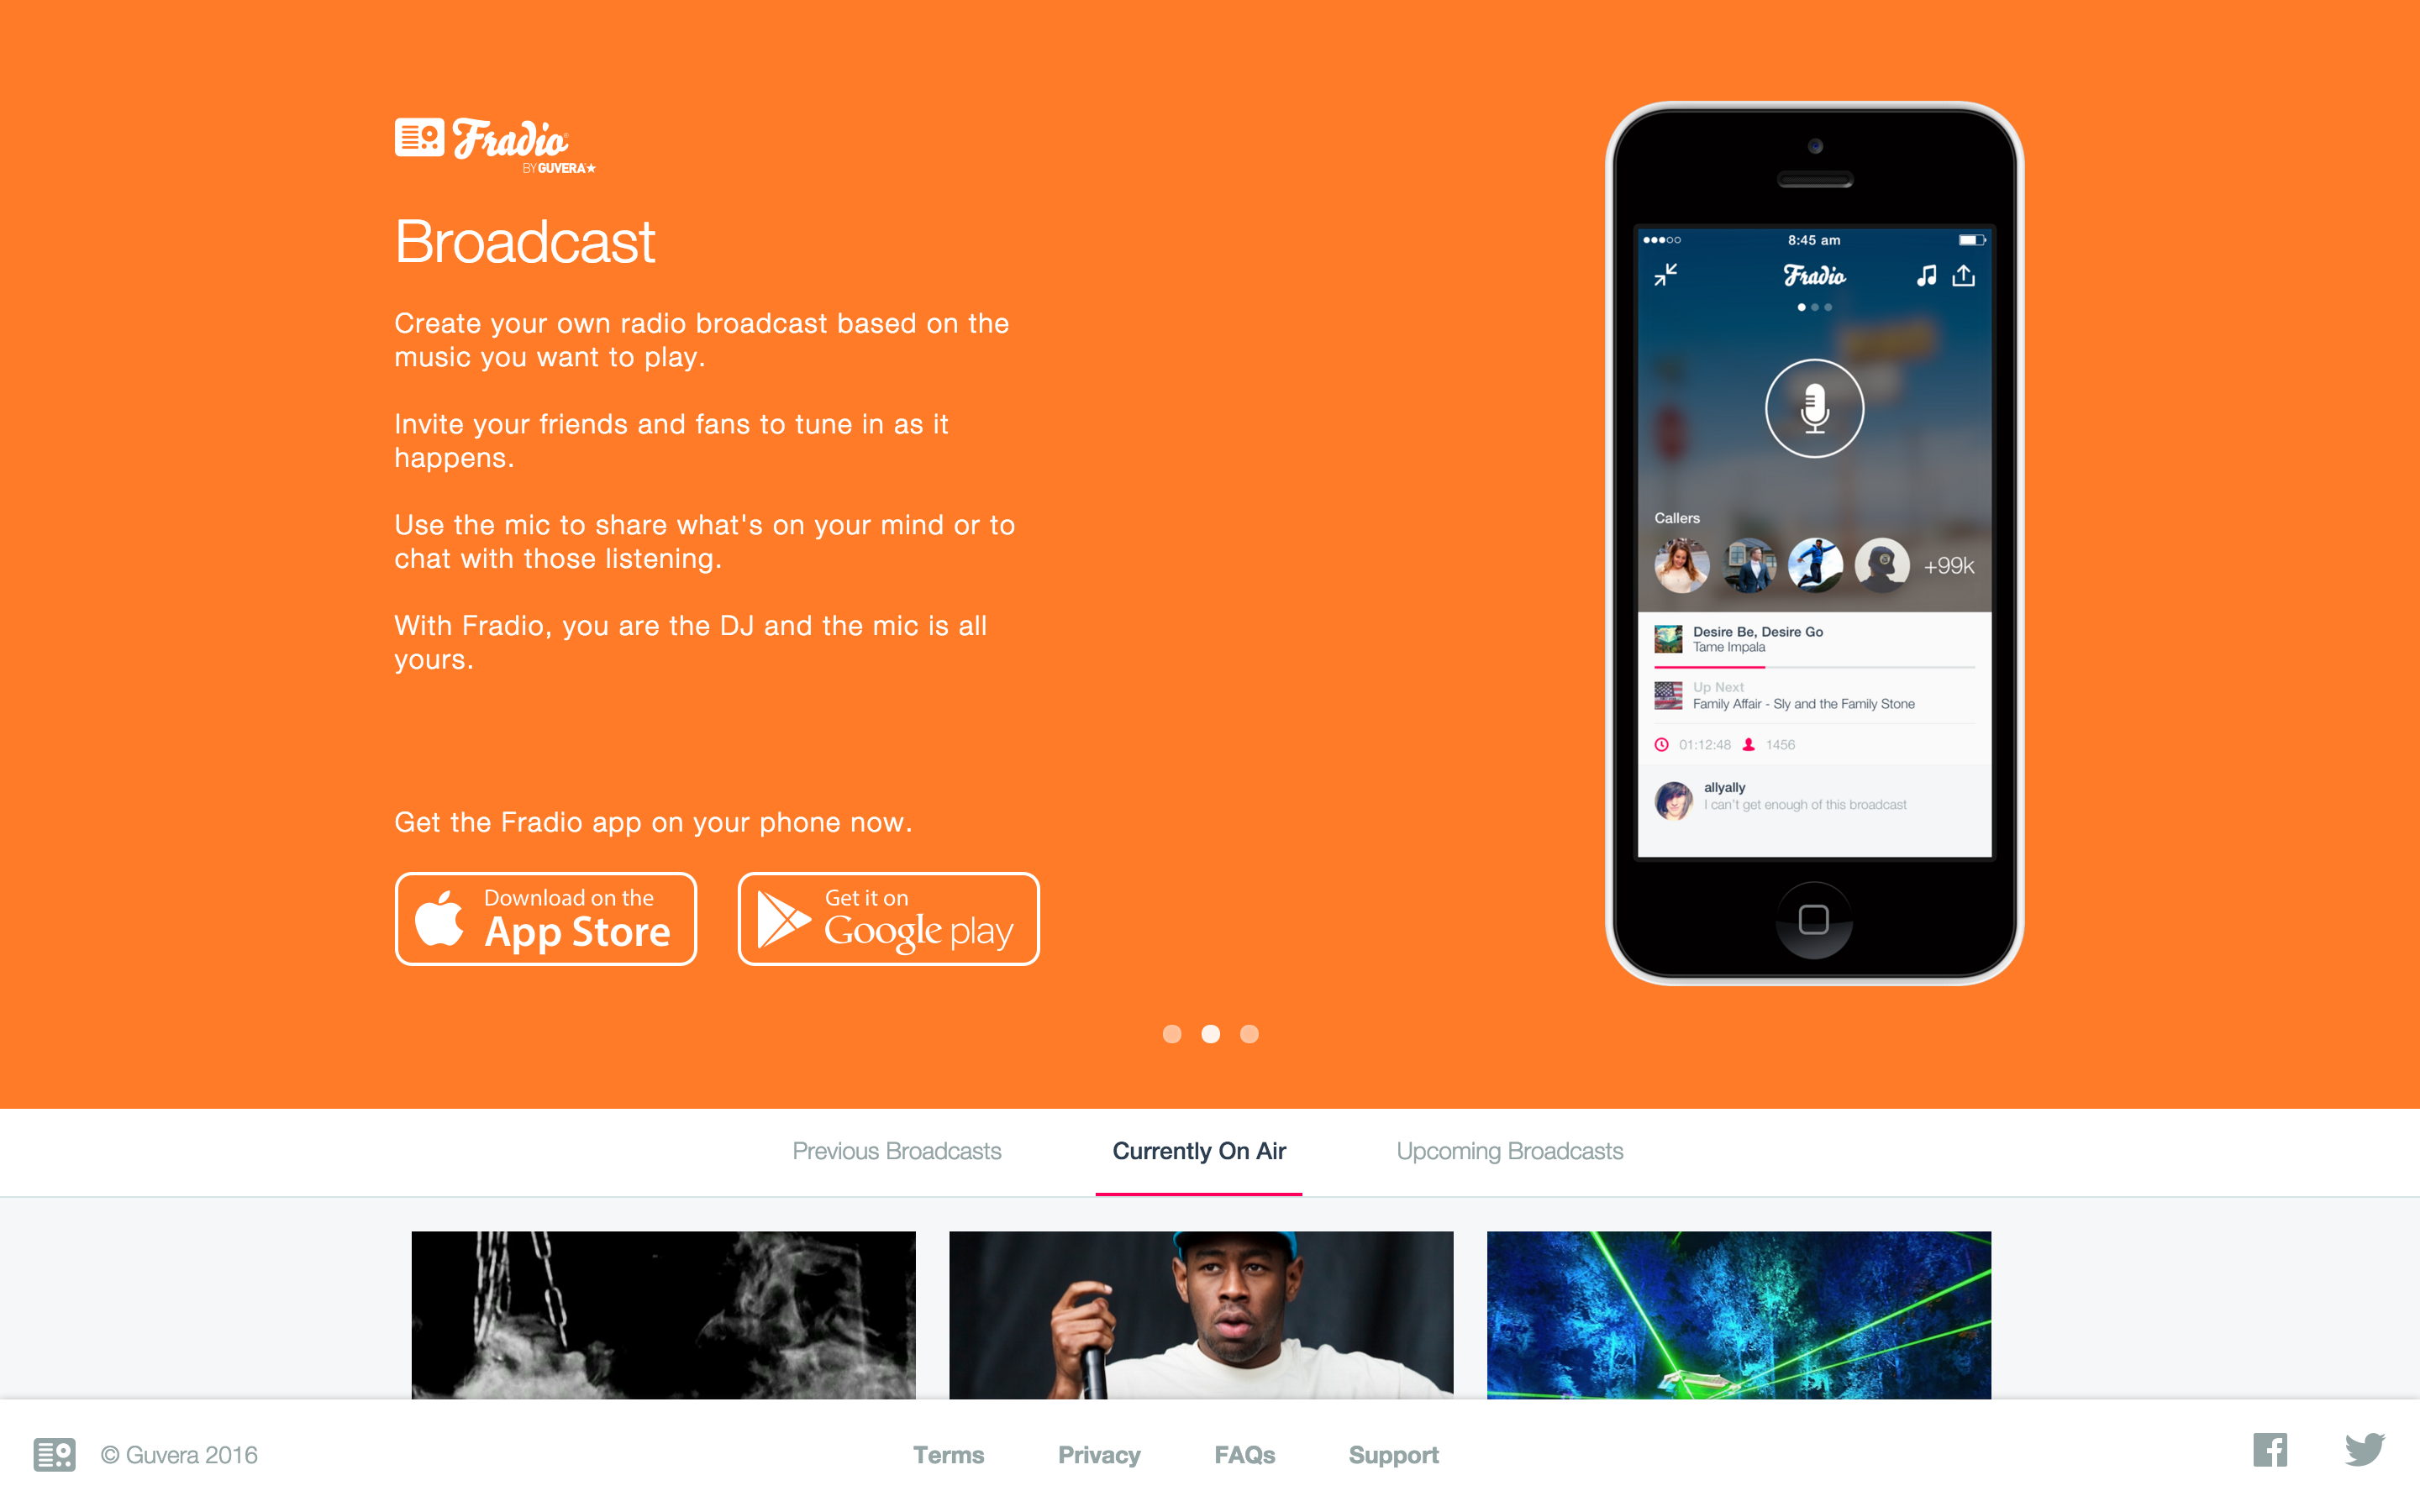 Fradio
BY GUVERA
Broadcast
Create your own radio broadcast based on the
music you want to play.
Invite your friends and fans to tune in as it
happens.
Use the mic to share what's on your mind or to
chat with those listening.
With Fradio, you are the DJ and the mic is all
yours.
Get the Fradio app on your phone now.
Download on the
App Store
Get it on
Google play
8:45 am
Fradio
Callers
+99k
Desire Be, Desire Go
Tame Impala
Up Next
Family Affair - Sly and the Family Stone
01:12:48 1456
allyally
I can't get enough of this broadcast
Previous Broadcasts Currently On Air Upcoming Broadcasts
© Guvera 2016 Terms Privacy FAQs Support